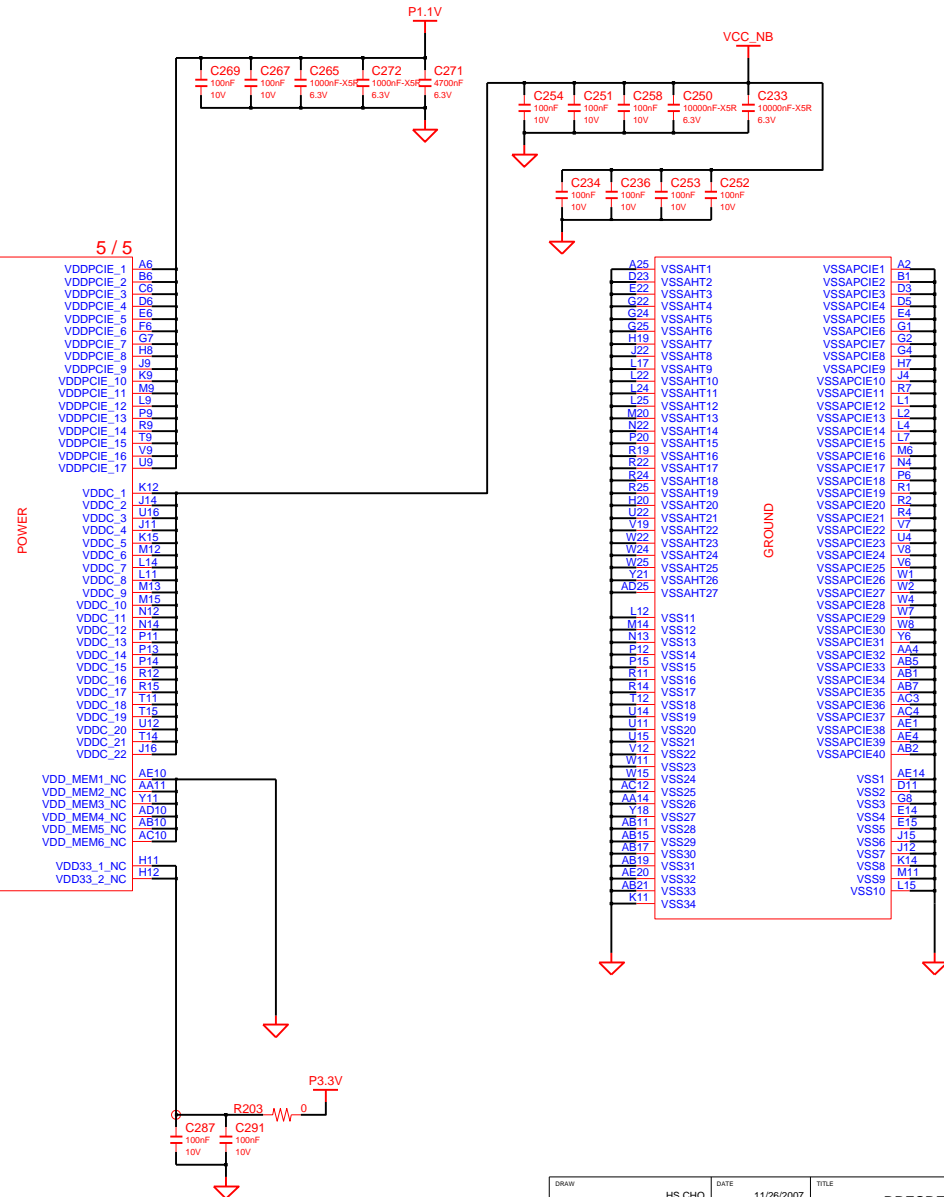 P1.1V
VCC_NB
C269 100nF 10V
C267 100nF 10V
C265 1000nF-X5R 6.3V
C272 1000nF-X5R 6.3V
C271 4700nF 6.3V
C254 100nF 10V
C251 100nF 10V
C258 100nF 10V
C250 10000nF-X5R 6.3V
C233 10000nF-X5R 6.3V
C234 100nF 10V
C236 100nF 10V
C253 100nF 10V
C252 100nF 10V
5 / 5
POWER
VDDPCIE_1 A6
VDDPCIE_2 B6
VDDPCIE_3 C6
VDDPCIE_4 D6
VDDPCIE_5 E6
VDDPCIE_6 F6
VDDPCIE_7 G7
VDDPCIE_8 H8
VDDPCIE_9 J9
VDDPCIE_10 K9
VDDPCIE_11 M9
VDDPCIE_12 L9
VDDPCIE_13 P9
VDDPCIE_14 R9
VDDPCIE_15 T9
VDDPCIE_16 V9
VDDPCIE_17 U9
VDDC_1 K12
VDDC_2 J14
VDDC_3 U16
VDDC_4 J11
VDDC_5 K15
VDDC_6 M12
VDDC_7 L14
VDDC_8 L11
VDDC_9 M13
VDDC_10 M15
VDDC_11 N12
VDDC_12 N14
VDDC_13 P11
VDDC_14 P13
VDDC_15 P14
VDDC_16 R12
VDDC_17 R15
VDDC_18 T11
VDDC_19 T15
VDDC_20 U12
VDDC_21 T14
VDDC_22 J16
VDD_MEM1_NC AE10
VDD_MEM2_NC AA11
VDD_MEM3_NC Y11
VDD_MEM4_NC AD10
VDD_MEM5_NC AB10
VDD_MEM6_NC AC10
VDD33_1_NC H11
VDD33_2_NC H12
GROUND
A25 VSSAHT1
D23 VSSAHT2
E22 VSSAHT3
G22 VSSAHT4
G24 VSSAHT5
G25 VSSAHT6
H19 VSSAHT7
J22 VSSAHT8
L17 VSSAHT9
L22 VSSAHT10
L24 VSSAHT11
L25 VSSAHT12
M20 VSSAHT13
N22 VSSAHT14
P20 VSSAHT15
R19 VSSAHT16
R22 VSSAHT17
R24 VSSAHT18
R25 VSSAHT19
H20 VSSAHT20
U22 VSSAHT21
V19 VSSAHT22
W22 VSSAHT23
W24 VSSAHT24
W25 VSSAHT25
Y21 VSSAHT26
AD25 VSSAHT27
L12 VSS11
M14 VSS12
N13 VSS13
P12 VSS14
P15 VSS15
R11 VSS16
R14 VSS17
T12 VSS18
U14 VSS19
U11 VSS20
U15 VSS21
V12 VSS22
W11 VSS23
W15 VSS24
AC12 VSS25
AA14 VSS26
Y18 VSS27
AB11 VSS28
AB15 VSS29
AB17 VSS30
AB19 VSS31
AE20 VSS32
AB21 VSS33
K11 VSS34
VSSAPCIE1 A2
VSSAPCIE2 B1
VSSAPCIE3 D3
VSSAPCIE4 D5
VSSAPCIE5 E4
VSSAPCIE6 G1
VSSAPCIE7 G2
VSSAPCIE8 G4
VSSAPCIE9 H7
VSSAPCIE10 J4
VSSAPCIE11 R7
VSSAPCIE12 L1
VSSAPCIE13 L2
VSSAPCIE14 L4
VSSAPCIE15 L7
VSSAPCIE16 M6
VSSAPCIE17 N4
VSSAPCIE18 P6
VSSAPCIE19 R1
VSSAPCIE20 R2
VSSAPCIE21 R4
VSSAPCIE22 V7
VSSAPCIE23 U4
VSSAPCIE24 V8
VSSAPCIE25 V6
VSSAPCIE26 W1
VSSAPCIE27 W2
VSSAPCIE28 W4
VSSAPCIE29 W7
VSSAPCIE30 W8
VSSAPCIE31 Y6
VSSAPCIE32 AA4
VSSAPCIE33 AB5
VSSAPCIE34 AB1
VSSAPCIE35 AB7
VSSAPCIE36 AC3
VSSAPCIE37 AC4
VSSAPCIE38 AE1
VSSAPCIE39 AE4
VSSAPCIE40 AB2
VSS1 AE14
VSS2 D11
VSS3 G8
VSS4 E14
VSS5 E15
VSS6 J15
VSS7 J12
VSS8 K14
VSS9 M11
VSS10 L15
P3.3V
R203 0
C287 100nF 10V
C291 100nF 10V
DRAW
DATE
TITLE
HS CHO
11/26/2007